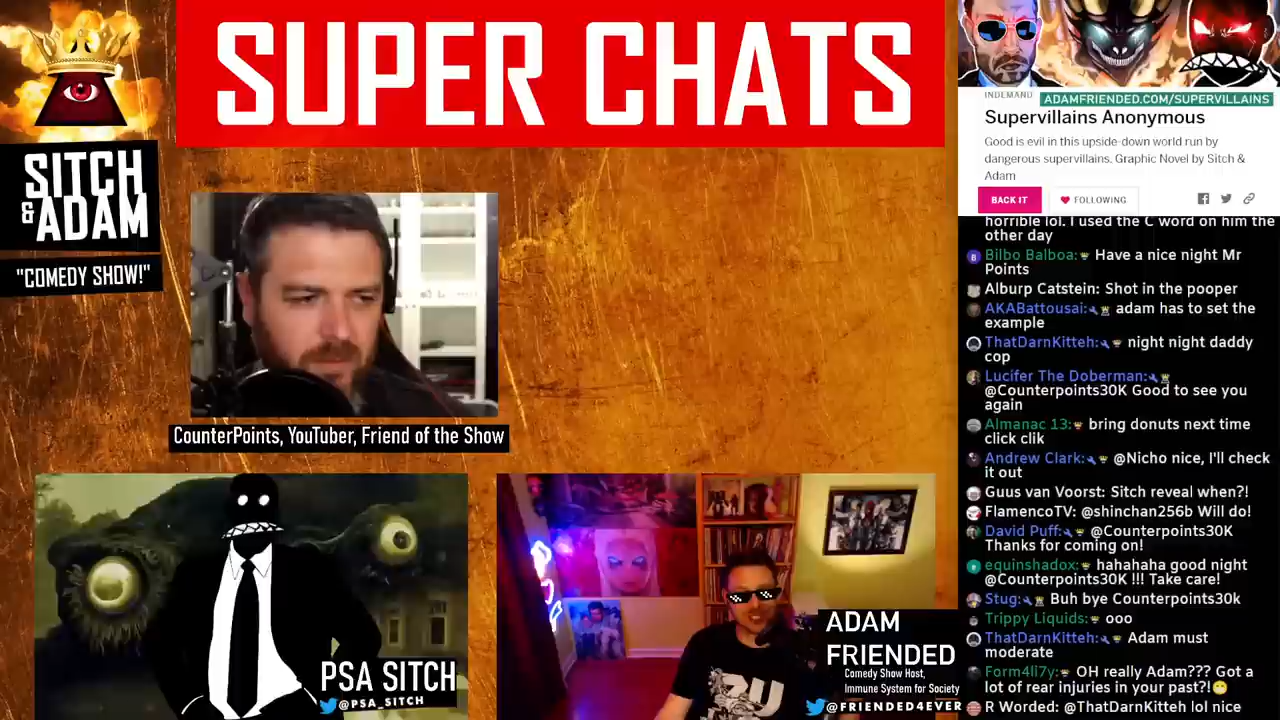 SUPER CHATS
SITCH
& ADAM
"COMEDY SHOW!"
CounterPoints, YouTuber, Friend of the Show
PSA SITCH
@PSA_SITCH
ADAM
FRIENDED
Comedy Show Host,
Immune System for Society
@FRIENDED4EVER
INDEMAND
ADAMFRIENDED.COM/SUPERVILLAINS
Supervillains Anonymous
Good is evil in this upside-down world run by
dangerous supervillains. Graphic Novel by Sitch &
Adam
BACK IT
FOLLOWING
horrible lol. I used the C word on him the
other day
Bilbo Balboa: Have a nice night Mr
Points
Alburp Catstein: Shot in the pooper
AKABattousai: adam has to set the
example
ThatDarnKitteh: night night daddy
cop
Lucifer The Doberman:
@Counterpoints30K Good to see you
again
Almanac 13: bring donuts next time
click clik
Andrew Clark: @Nicho nice, I'll check
it out
Guus van Voorst: Sitch reveal when?!
FlamencoTV: @shinchan256b Will do!
David Puff: @Counterpoints30K
Thanks for coming on!
equinshadox: hahahaha good night
@Counterpoints30K !!! Take care!
Stug: Buh bye Counterpoints30k
Trippy Liquids: ooo
ThatDarnKitteh: Adam must
moderate
Form4li7y: OH really Adam??? Got a
lot of rear injuries in your past?!
R Worded: @ThatDarnKitteh lol nice